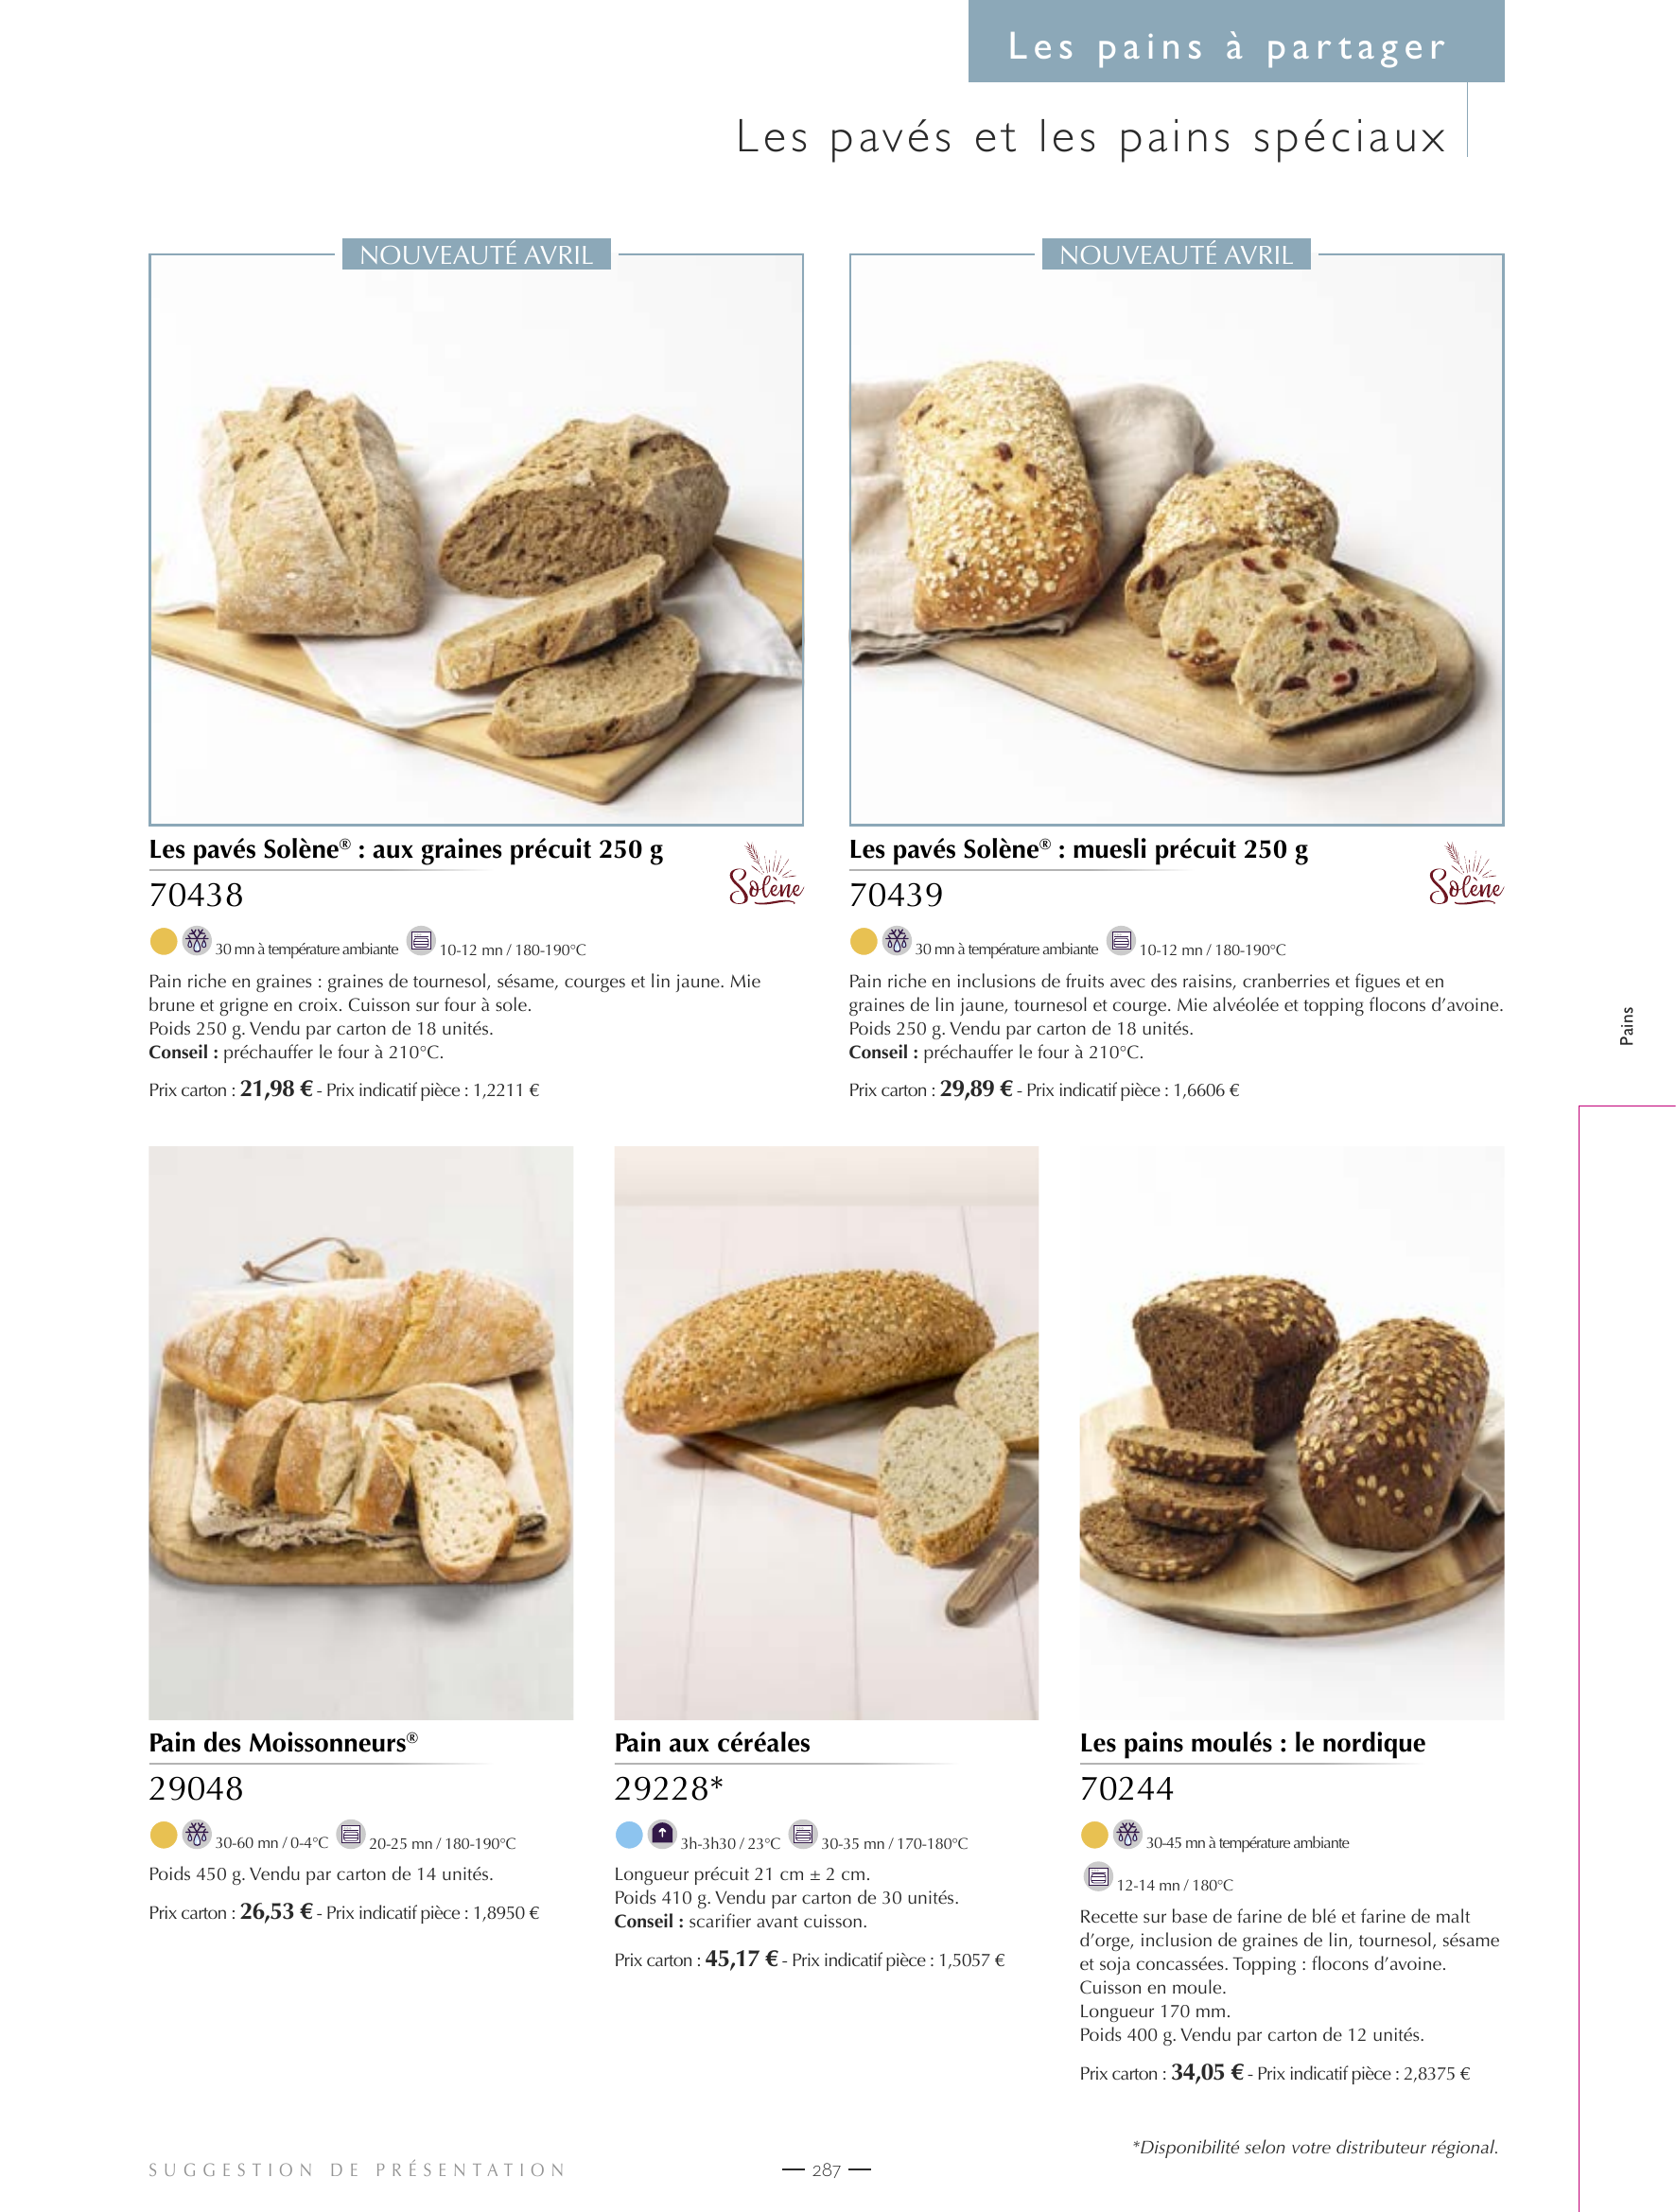 Les pains à partager
Les pavés et les pains spéciaux
NOUVEAUTÉ AVRIL
NOUVEAUTÉ AVRIL
Les pavés Solène® : aux graines précuit 250 g
Solène
70438
30 mn à température ambiante 10-12 mn / 180-190°C
Pain riche en graines : graines de tournesol, sésame, courges et lin jaune. Mie
brune et grigne en croix. Cuisson sur four à sole.
Poids 250 g. Vendu par carton de 18 unités.
Conseil : préchauffer le four à 210°C.
Prix carton : 21,98 € - Prix indicatif pièce : 1,2211 €
Les pavés Solène® : muesli précuit 250 g
Solène
70439
30 mn à température ambiante 10-12 mn / 180-190°C
Pain riche en inclusions de fruits avec des raisins, cranberries et figues et en
graines de lin jaune, tournesol et courge. Mie alvéolée et topping flocons d'avoine.
Poids 250 g. Vendu par carton de 18 unités.
Conseil : préchauffer le four à 210°C.
Prix carton : 29,89 € - Prix indicatif pièce : 1,6606 €
Pains
Pain des Moissonneurs®
29048
30-60 mn / 0-4°C 20-25 mn / 180-190°C
Poids 450 g. Vendu par carton de 14 unités.
Prix carton : 26,53 € - Prix indicatif pièce : 1,8950 €
Pain aux céréales
29228*
3h-3h30 / 23°C 30-35 mn / 170-180°C
Longueur précuit 21 cm ± 2 cm.
Poids 410 g. Vendu par carton de 30 unités.
Conseil : scarifier avant cuisson.
Prix carton : 45,17 € - Prix indicatif pièce : 1,5057 €
Les pains moulés : le nordique
70244
30-45 mn à température ambiante
12-14 mn / 180°C
Recette sur base de farine de blé et farine de malt
d'orge, inclusion de graines de lin, tournesol, sésame
et soja concassées. Topping : flocons d'avoine.
Cuisson en moule.
Longueur 170 mm.
Poids 400 g. Vendu par carton de 12 unités.
Prix carton : 34,05 € - Prix indicatif pièce : 2,8375 €
*Disponibilité selon votre distributeur régional.
SUGGESTION DE PRÉSENTATION
— 287 —